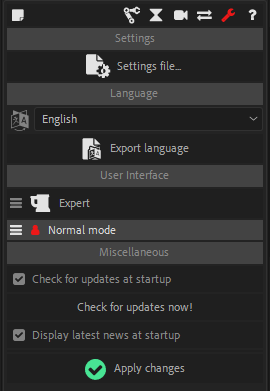 ?
Settings
Settings file...
Language
English
Export language
User Interface
Expert
Normal mode
Miscellaneous
Check for updates at startup
Check for updates now!
Display latest news at startup
Apply changes